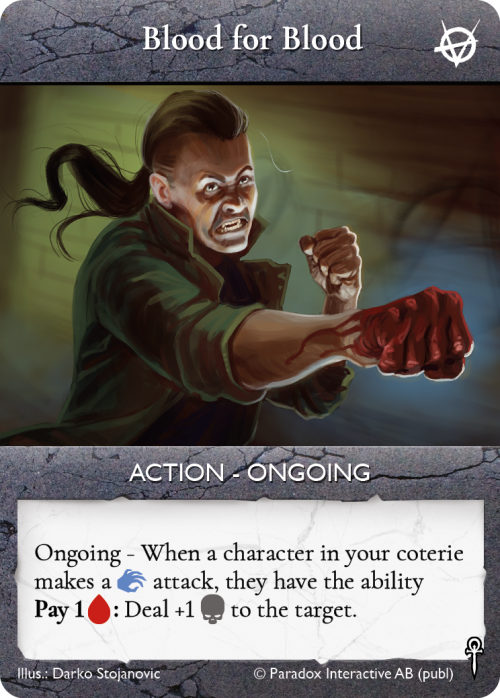 Blood for Blood
ACTION - ONGOING
Ongoing - When a character in your coterie
makes a attack, they have the ability
Pay 1 : Deal +1 to the target.
Illus.: Darko Stojanovic © Paradox Interactive AB (publ)